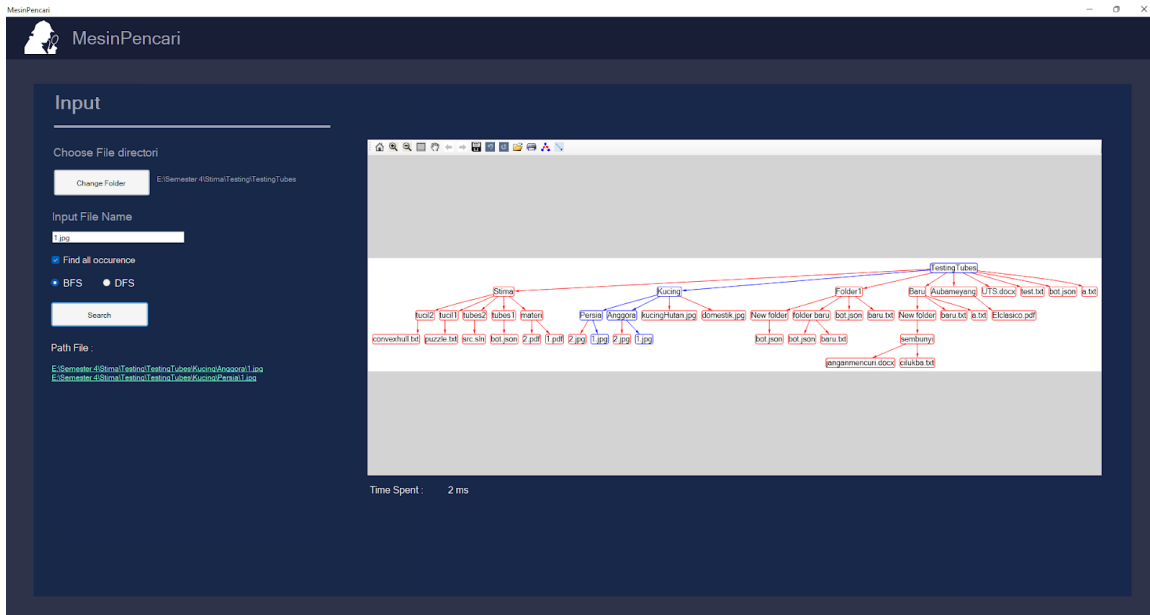 MesinPencari
MesinPencari
Input
Choose File directori
Change Folder
E:\Semester 4\Stima\Testing\TestingTubes
Input File Name
1.jpg
Find all occurence
BFS DFS
Search
Path File :
E:\Semester 4\Stima\Testing\TestingTubes\Kucing\Anggora\1.jpg
E:\Semester 4\Stima\Testing\TestingTubes\Kucing\Persia\1.jpg
TestingTubes
Stima Kucing Folder1 Baru Aubameyang UTS.docx test.txt bot.json a.txt
tucil2 tucil1 tubes2 tubes1 materi Persia Anggora kucingHutan.jpg domestik.jpg New folder folder baru bot.json baru.txt New folder baru.txt a.txt Elclasico.pdf
convexhull.txt puzzle.txt src.sln bot.json 2.pdf 1.pdf 2.jpg 1.jpg 2.jpg 1.jpg bot.json bot.json baru.txt sembunyi
janganmencuri.docx cilukba.txt
Time Spent : 2 ms